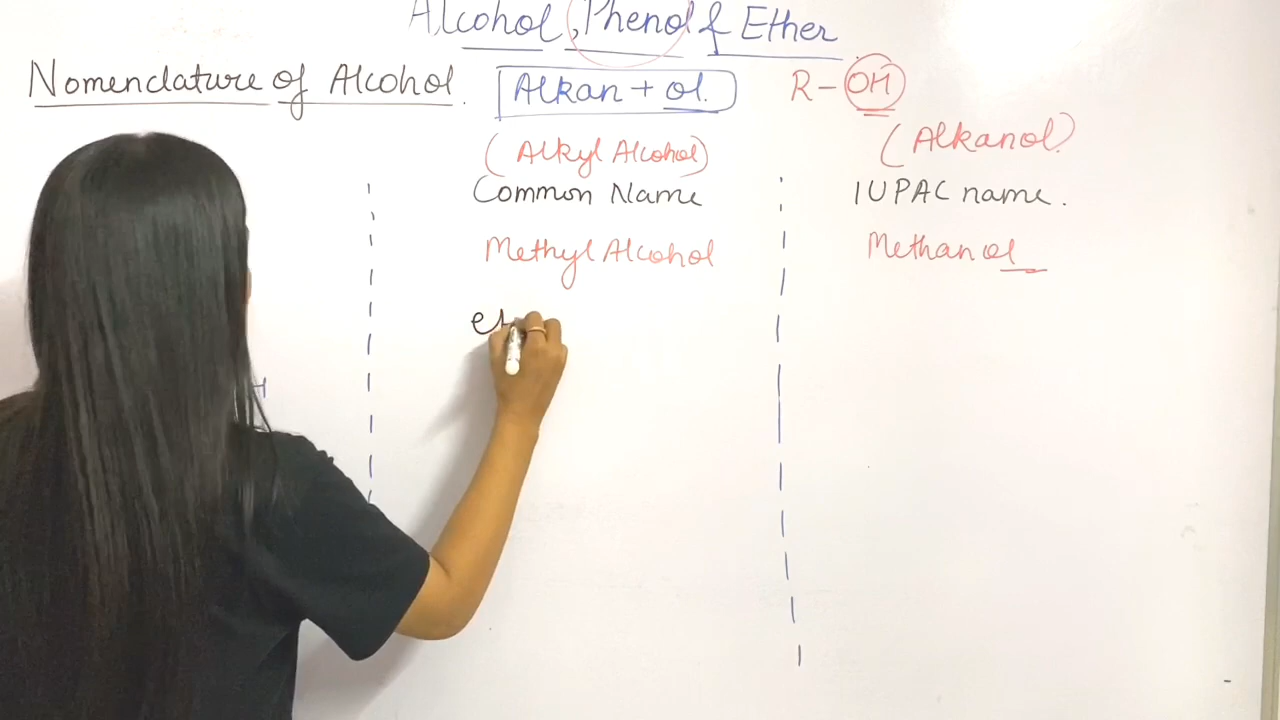 Alcohol, Phenol & Ether
Nomenclature of Alcohol. Alkan + ol. R-OH
(Alkyl Alcohol) (Alkanol)
Common Name IUPAC name.
Methyl Alcohol Methanol
H